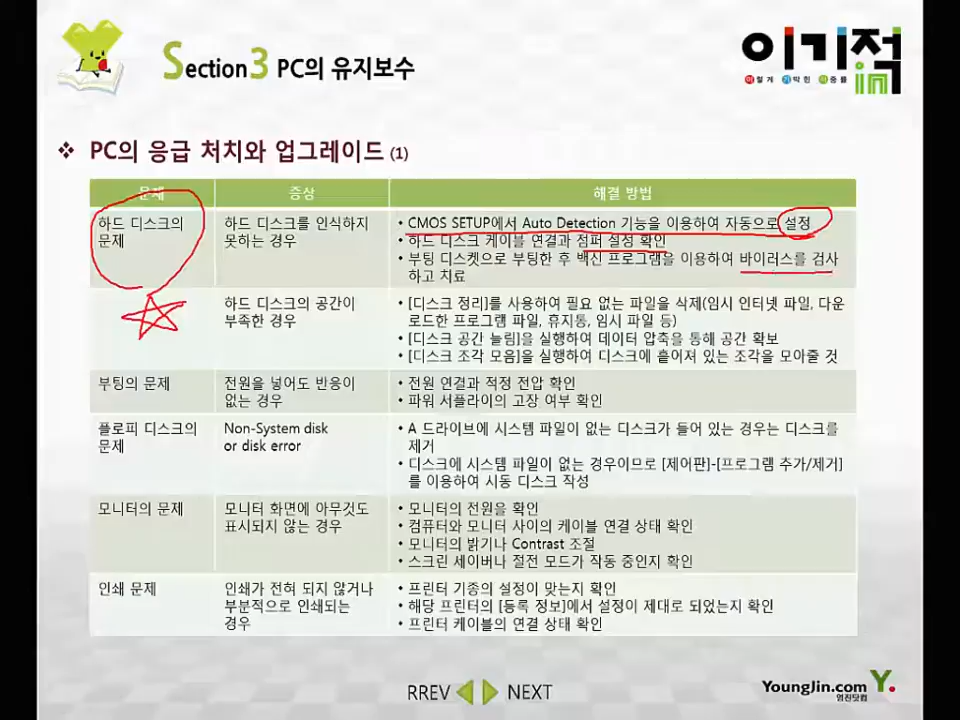 Section3 PC의 유지보수
이기적in
이렇게 기막힌 적중률
❖ PC의 응급 처치와 업그레이드 (1)
문제 증상 해결 방법
하드 디스크의
문제
하드 디스크를 인식하지
못하는 경우
• CMOS SETUP에서 Auto Detection 기능을 이용하여 자동으로 설정
• 하드 디스크 케이블 연결과 점퍼 설정 확인
• 부팅 디스켓으로 부팅한 후 백신 프로그램을 이용하여 바이러스를 검사
하고 치료
하드 디스크의 공간이
부족한 경우
• [디스크 정리]를 사용하여 필요 없는 파일을 삭제(임시 인터넷 파일, 다운
로드한 프로그램 파일, 휴지통, 임시 파일 등)
• [디스크 공간 늘림]을 실행하여 데이터 압축을 통해 공간 확보
• [디스크 조각 모음]을 실행하여 디스크에 흩어져 있는 조각을 모아줄 것
부팅의 문제
전원을 넣어도 반응이
없는 경우
• 전원 연결과 적정 전압 확인
• 파워 서플라이의 고장 여부 확인
플로피 디스크의
문제
Non-System disk
or disk error
• A 드라이브에 시스템 파일이 없는 디스크가 들어 있는 경우는 디스크를
제거
• 디스크에 시스템 파일이 없는 경우이므로 [제어판]-[프로그램 추가/제거]
를 이용하여 시동 디스크 작성
모니터의 문제
모니터 화면에 아무것도
표시되지 않는 경우
• 모니터의 전원을 확인
• 컴퓨터와 모니터 사이의 케이블 연결 상태 확인
• 모니터의 밝기나 Contrast 조절
• 스크린 세이버나 절전 모드가 작동 중인지 확인
인쇄 문제
인쇄가 전혀 되지 않거나
부분적으로 인쇄되는
경우
• 프린터 기종의 설정이 맞는지 확인
• 해당 프린터의 [등록 정보]에서 설정이 제대로 되었는지 확인
• 프린터 케이블의 연결 상태 확인
RREV NEXT
YoungJin.com Y.
영진닷컴